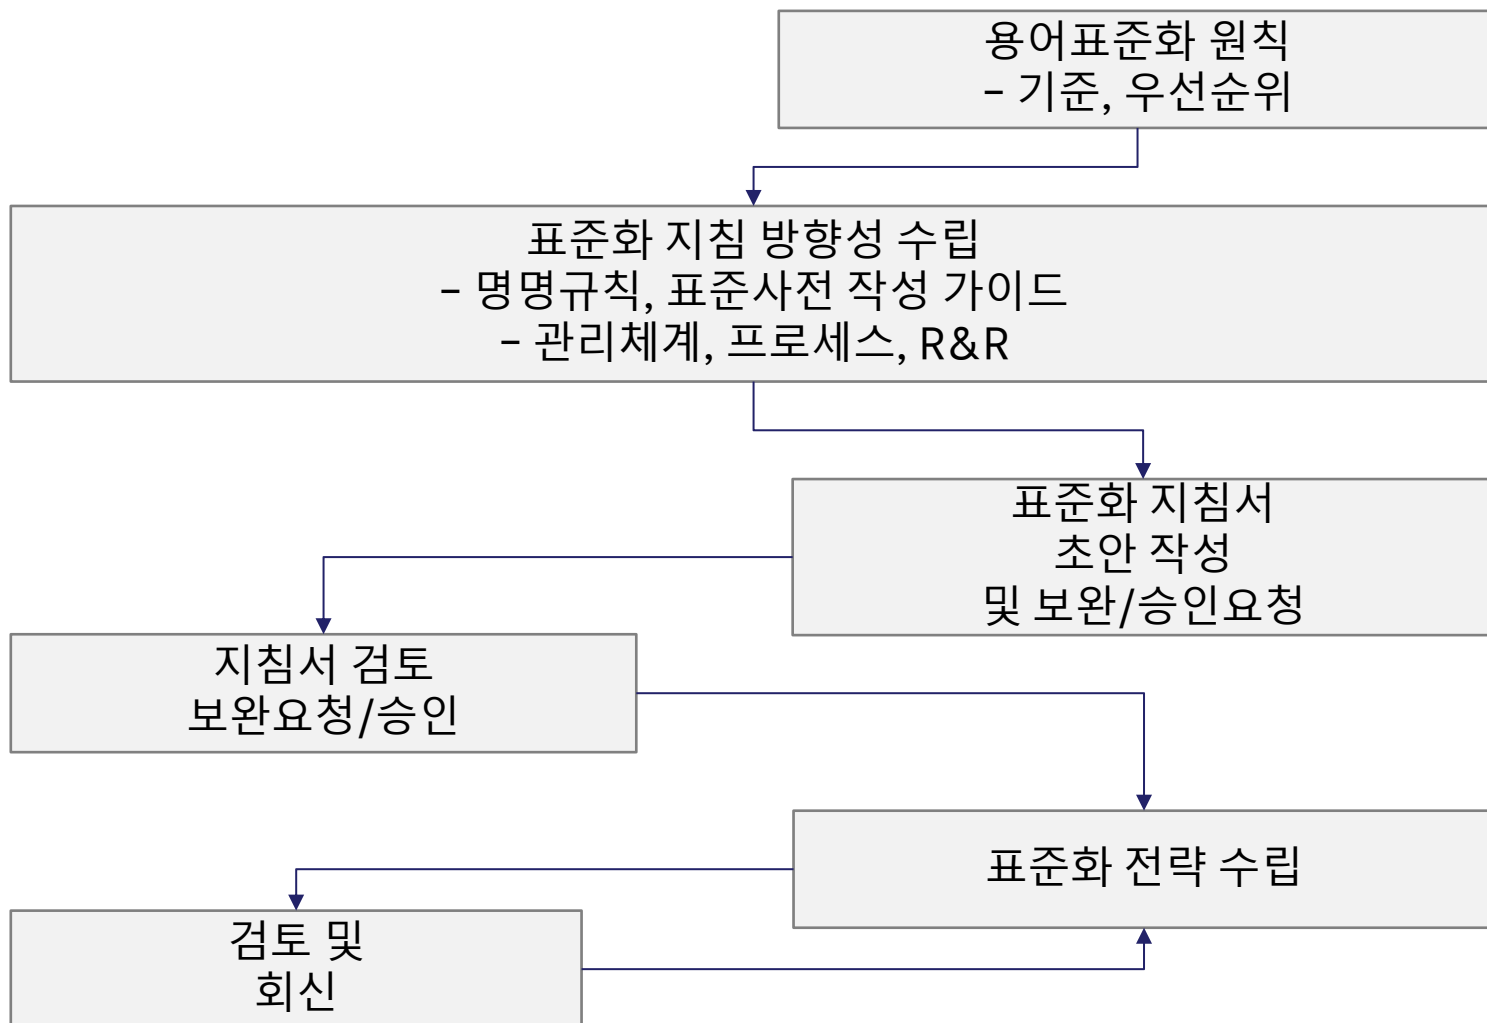 용어표준화 원칙
– 기준, 우선순위
표준화 지침 방향성 수립
– 명명규칙, 표준사전 작성 가이드
– 관리체계, 프로세스, R&R
표준화 지침서
초안 작성
및 보완/승인요청
지침서 검토
보완요청/승인
표준화 전략 수립
검토 및
회신